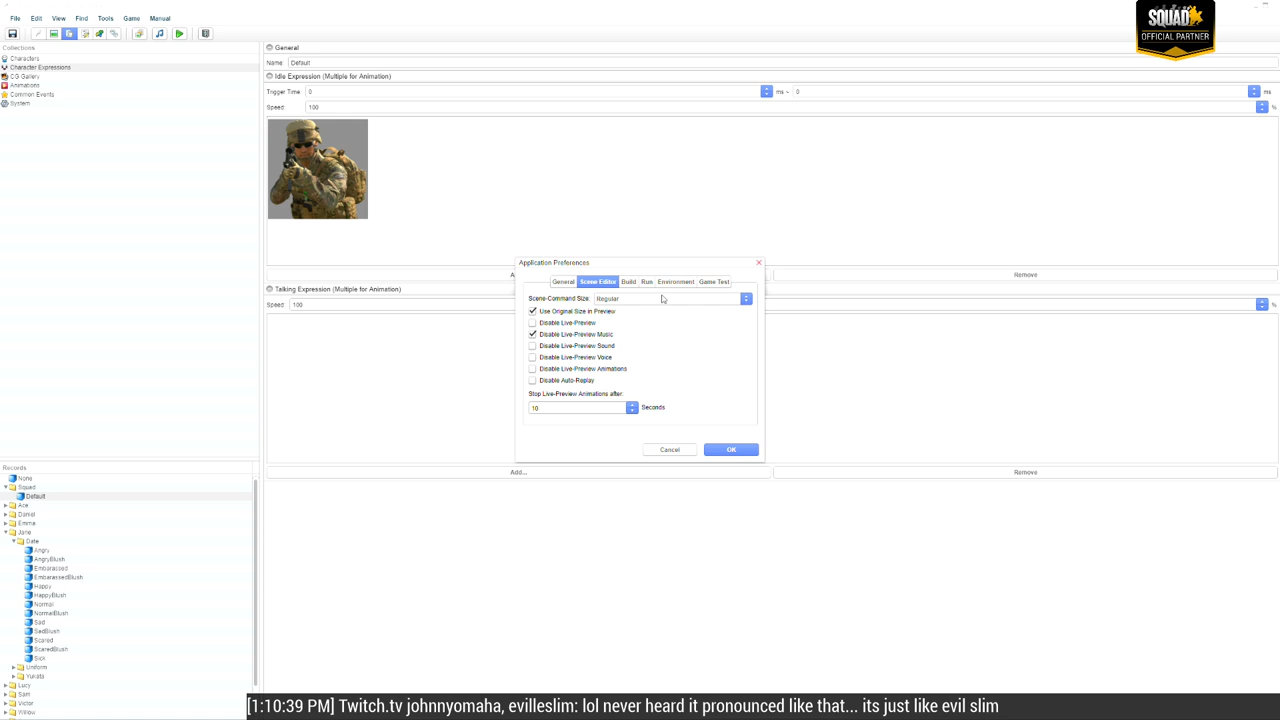 File Edit View Find Tools Game Manual
SQUAD
OFFICIAL PARTNER
Collections
Characters
Character Expressions
CG Gallery
Animations
Common Events
System
General
Name Default
Idle Expression (Multiple for Animation)
Trigger Time 0 ms ~ 0 ms
Speed: 100 %
Remove
Talking Expression (Multiple for Animation)
Speed: 100 %
Add... Remove
Application Preferences
General Scene Editor Build Run Environment Game Test
Scene-Command Size: Regular
Use Original Size in Preview
Disable Live-Preview
Disable Live-Preview Music
Disable Live-Preview Sound
Disable Live-Preview Voice
Disable Live-Preview Animations
Disable Auto-Replay
Stop Live-Preview Animations after:
10 Seconds
Cancel OK
Records
None
Squad
Default
Ace
Daniel
Emma
Jane
Date
Angry
AngryBlush
Embarassed
EmbarassedBlush
Happy
HappyBlush
Normal
NormalBlush
Sad
SadBlush
Scared
ScaredBlush
Sick
Uniform
Yukata
Lucy
Sam
Victor
Willow
[1:10:39 PM] Twitch.tv johnyomaha, evilleslim: lol never heard it pronounced like that... its just like evil slim